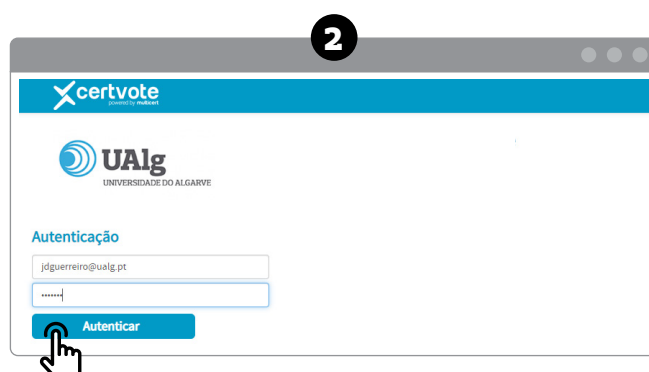 2
certvote
powered by multicert
UAlg
UNIVERSIDADE DO ALGARVE
Autenticação
jdguerreiro@ualg.pt
•••••••
Autenticar